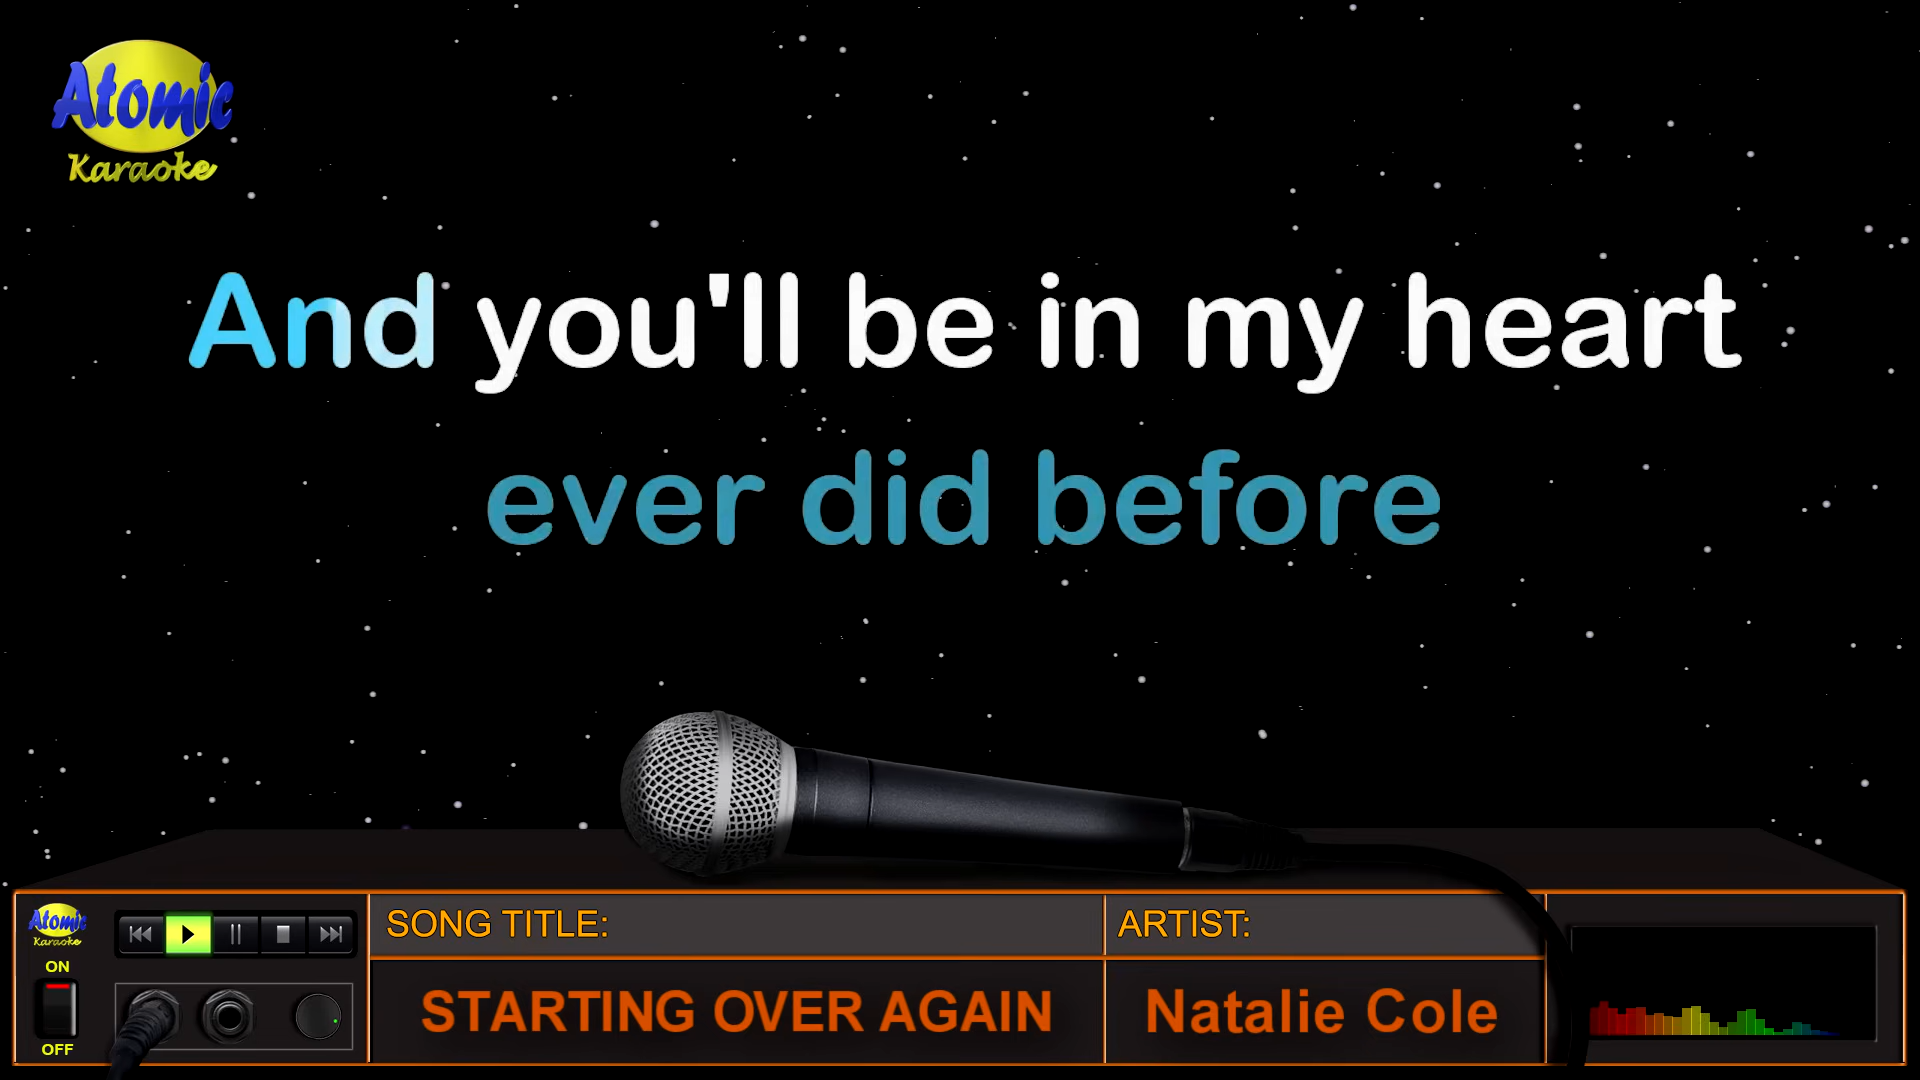 Atomic
Karaoke
And you'll be in my heart
ever did before
Atomic
Karaoke
ON
OFF
SONG TITLE:
STARTING OVER AGAIN
ARTIST:
Natalie Cole